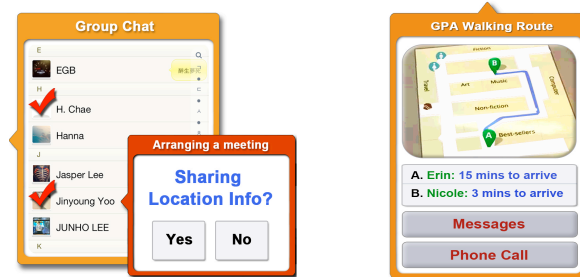 Group Chat
E
EGB
H
H. Chae
Hanna
J
Jasper Lee
Jinyoung Yoo
JUNHO LEE
K
Arranging a meeting
Sharing
Location Info?
Yes
No
GPA Walking Route
Fiction
B
Travel
Art
Music
Computer
Non-fiction
A
Best-sellers
A. Erin: 15 mins to arrive
B. Nicole: 3 mins to arrive
Messages
Phone Call